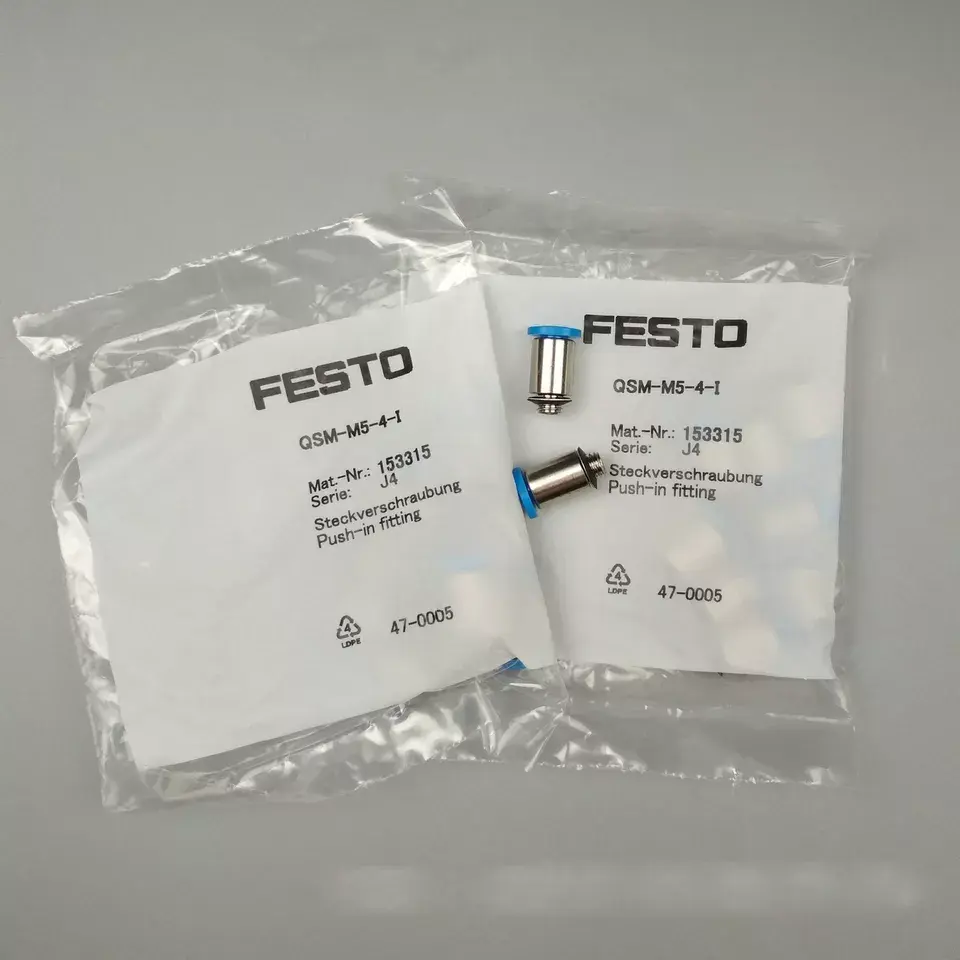 FESTO
QSM-M5-4-I
Mat.-Nr.: 153315
Serie: J4
Steckverschraubung
Push-in fitting
4
LDPE
47-0005
FESTO
QSM-M5-4-I
Mat.-Nr.: 153315
Serie: J4
Steckverschraubung
Push-in fitting
4
LDPE
47-0005